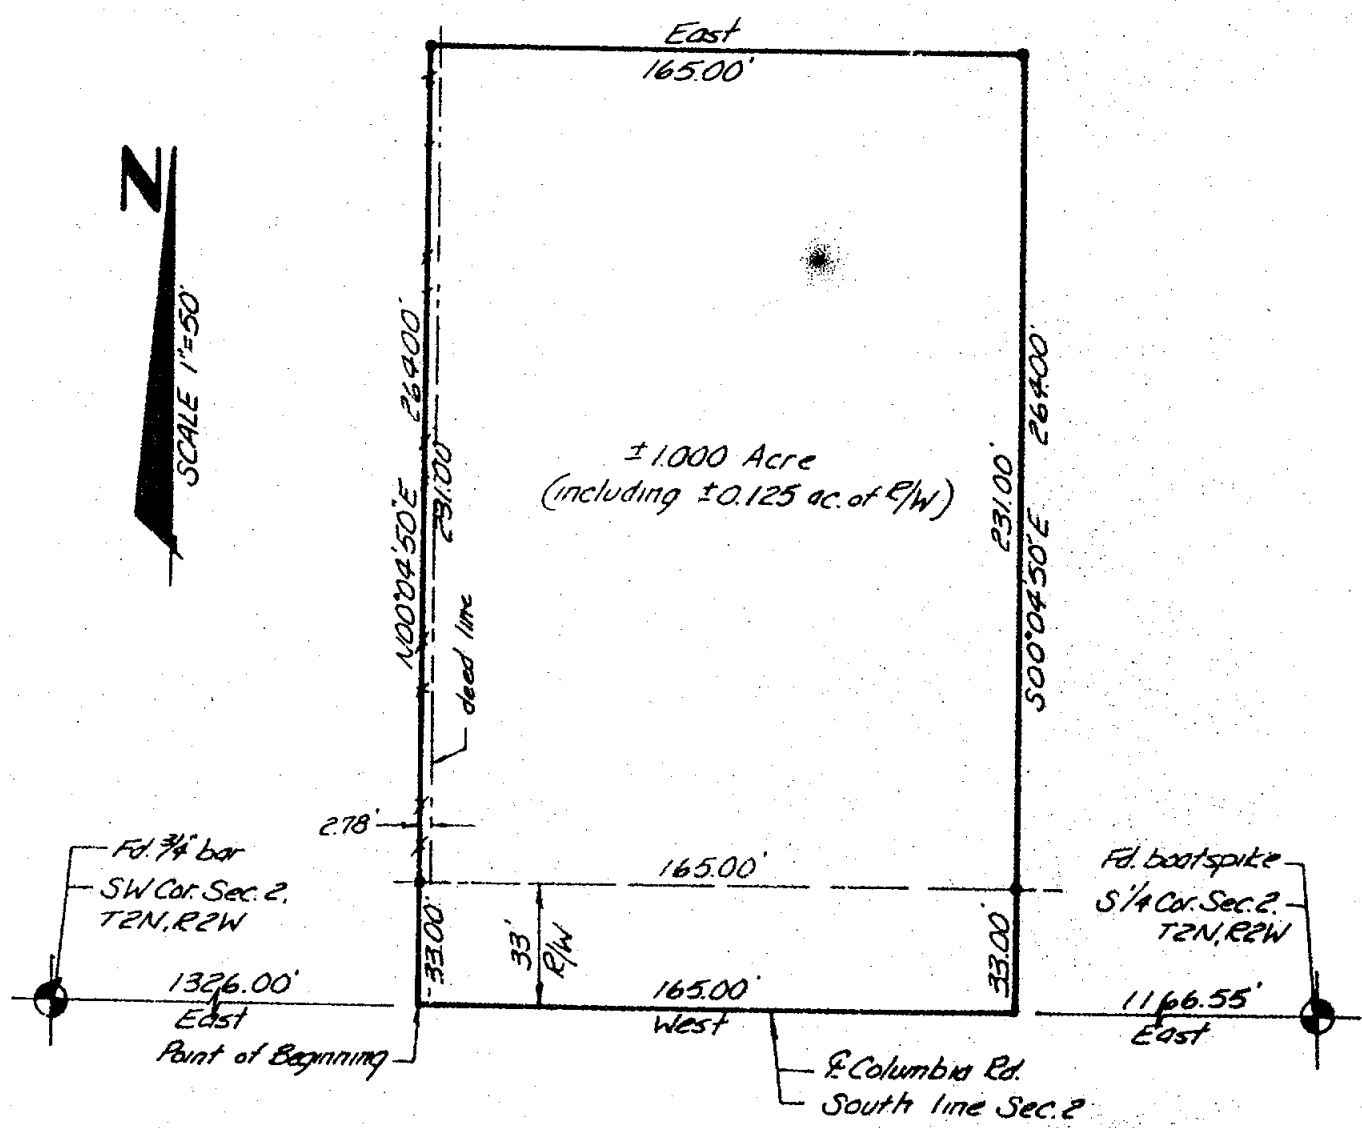 East
165.00'
N
SCALE 1"=50'
N00°04'50"E 264.00'
231.00'
deed line
±1.000 Acre
(including ±0.125 ac. of R/W)
231.00'
S00°04'50"E 264.00'
2.78'
Fd. 3/4" bar
SW Cor. Sec. 2,
T2N, R2W
165.00'
Fd. boatspike
S 1/4 Cor. Sec. 2,
T2N, R2W
33.00'
33'
R/W
33.00'
1326.00'
East
Point of Beginning
165.00'
West
1166.55'
East
℄ Columbia Rd.
South line Sec. 2